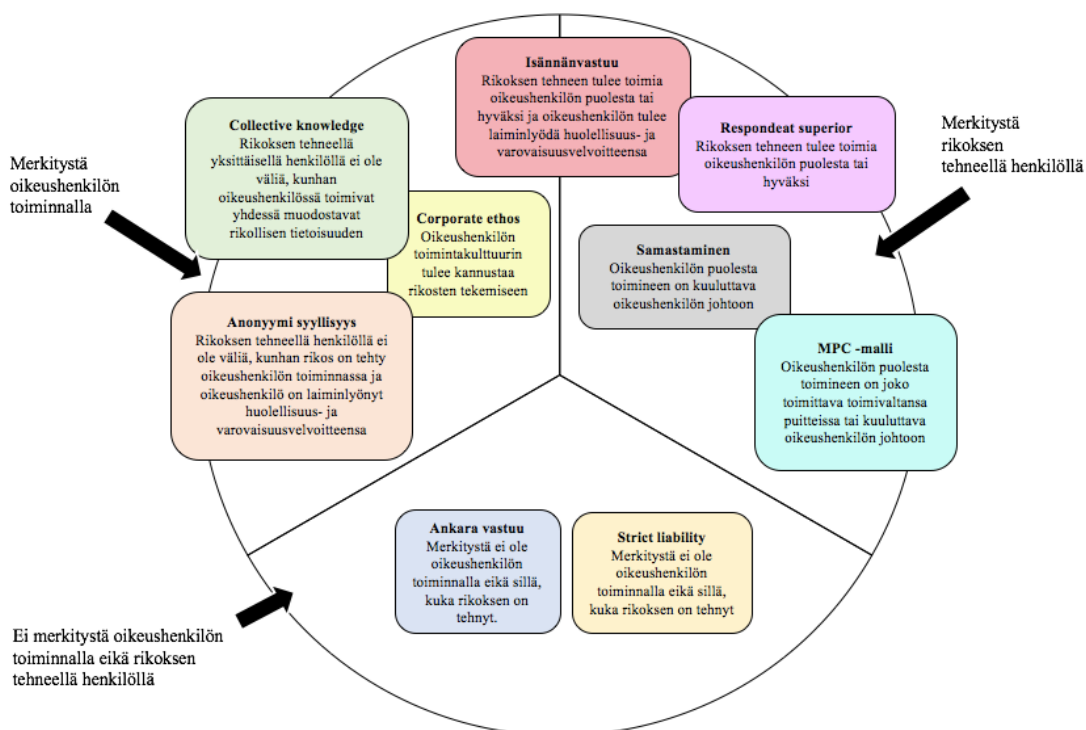 Isännänvastuu
Rikoksen tehneen tulee toimia
oikeushenkilön puolesta tai
hyväksi ja oikeushenkilön tulee
laiminlyödä huolellisuus- ja
varovaisuusvelvoitteensa
Collective knowledge
Rikoksen tehneellä
yksittäisellä henkilöllä ei ole
väliä, kunhan
oikeushenkilössä toimivat
yhdessä muodostavat
rikollisen tietoisuuden
Respondeat superior
Rikoksen tehneen tulee toimia
oikeushenkilön puolesta tai
hyväksi
Merkitystä
rikoksen
tehneellä henkilöllä
Merkitystä
oikeushenkilön
toiminnalla
Corporate ethos
Oikeushenkilön
toimintakulttuurin
tulee kannustaa
rikosten tekemiseen
Samastaminen
Oikeushenkilön puolesta
toimineen on kuuluttava
oikeushenkilön johtoon
Anonyymi syyllisyys
Rikoksen tehneellä henkilöllä ei
ole väliä, kunhan rikos on tehty
oikeushenkilön toiminnassa ja
oikeushenkilö on laiminlyönyt
huolellisuus- ja
varovaisuusvelvoitteensa
MPC -malli
Oikeushenkilön puolesta
toimineen on joko
toimittava toimivaltansa
puitteissa tai kuuluttava
oikeushenkilön johtoon
Ankara vastuu
Merkitystä ei ole
oikeushenkilön
toiminnalla eikä sillä,
kuka rikoksen on
tehnyt.
Strict liability
Merkitystä ei ole
oikeushenkilön
toiminnalla eikä sillä,
kuka rikoksen on tehnyt
Ei merkitystä oikeushenkilön
toiminnalla eikä rikoksen
tehneellä henkilöllä